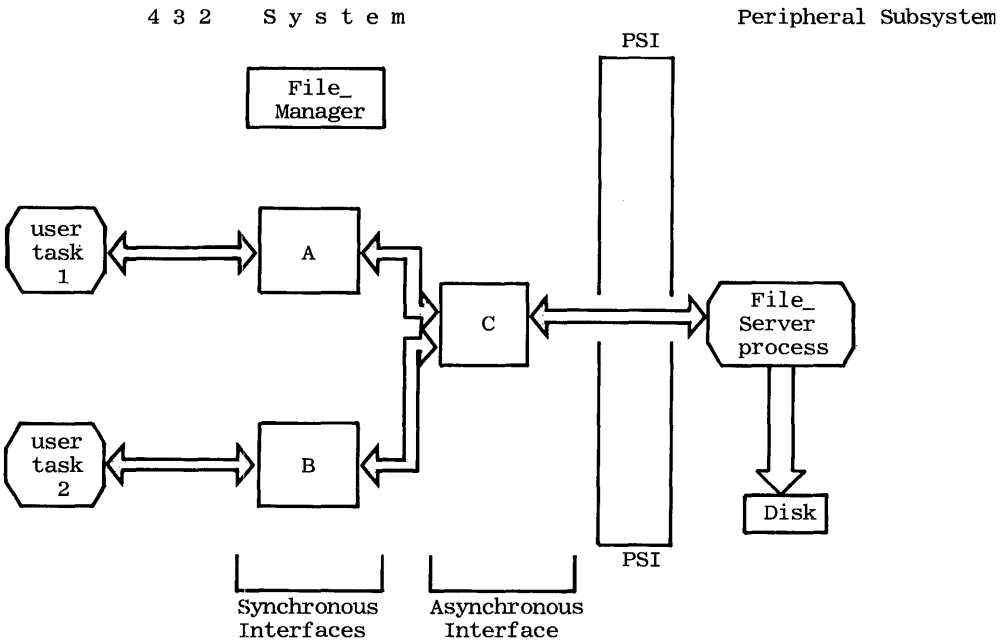 4 3 2 System
Peripheral Subsystem
PSI
File_
Manager
user
task
1
A
C
File_
Server
process
user
task
2
B
Disk
PSI
Synchronous
Interfaces
Asynchronous
Interface